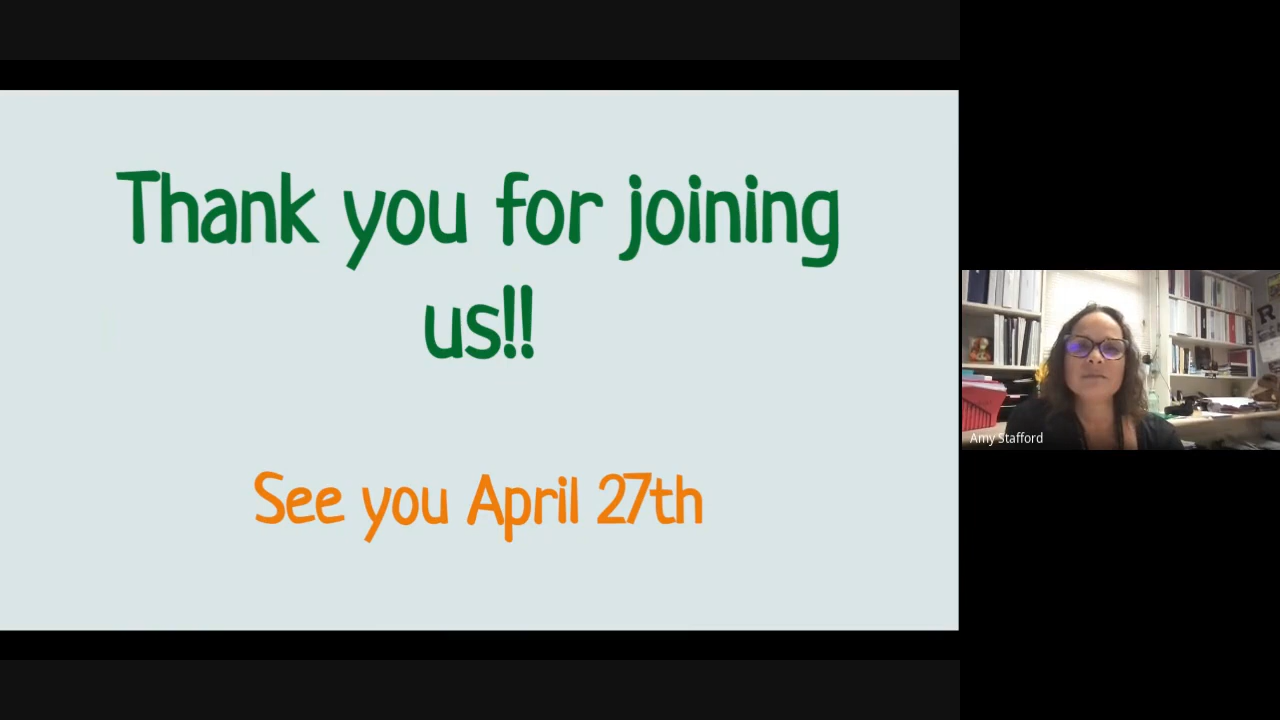 Thank you for joining
us!!
See you April 27th
R
Amy Stafford